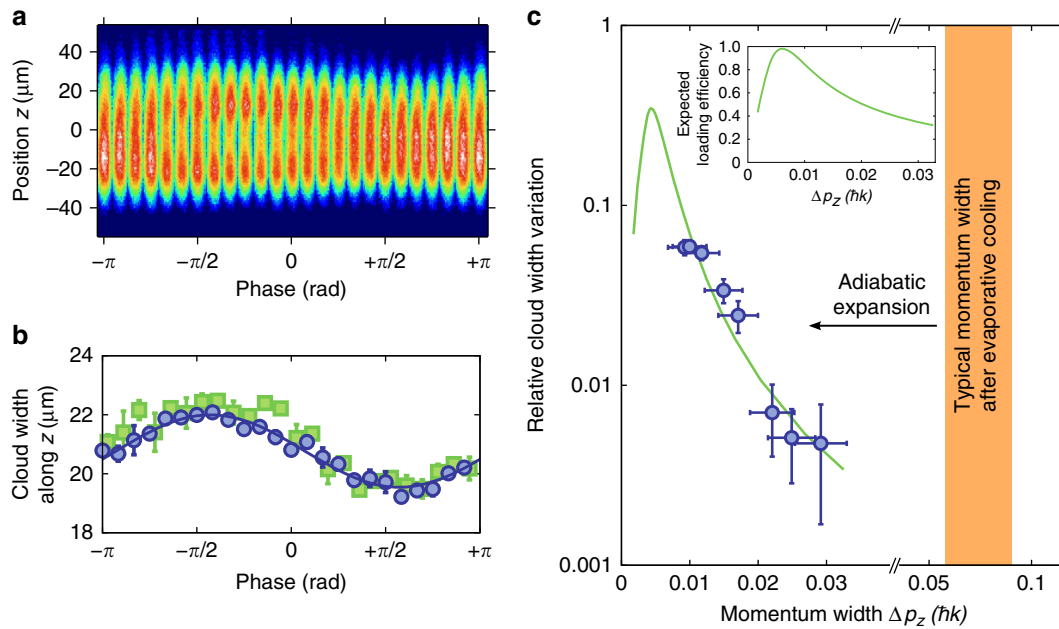 a
Position z (μm)
40
20
0
−20
−40
−π
−π/2
0
+π/2
+π
Phase (rad)
b
Cloud width
along z (μm)
24
22
20
18
−π
−π/2
0
+π/2
+π
Phase (rad)
c
Relative cloud width variation
1
0.1
0.01
0.001
0
0.01
0.02
0.03
0.05
0.1
Momentum width Δpz (ħk)
Expected
loading efficiency
1.0
0.8
0.6
0.4
0.2
0
0
0.01
0.02
0.03
Δpz (ħk)
Adiabatic
expansion
Typical momentum width
after evaporative cooling